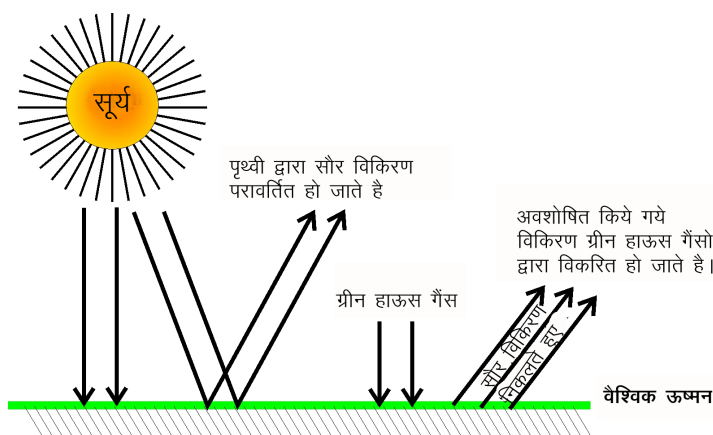 सूर्य
पृथ्वी द्वारा सौर विकिरण
परावर्तित हो जाते है
अवशोषित किये गये
विकिरण ग्रीन हाऊस गैंसो
द्वारा विकरित हो जाते है।
ग्रीन हाऊस गैंस
सौर विकिरण
निकलते हुए
वैश्विक ऊष्मन